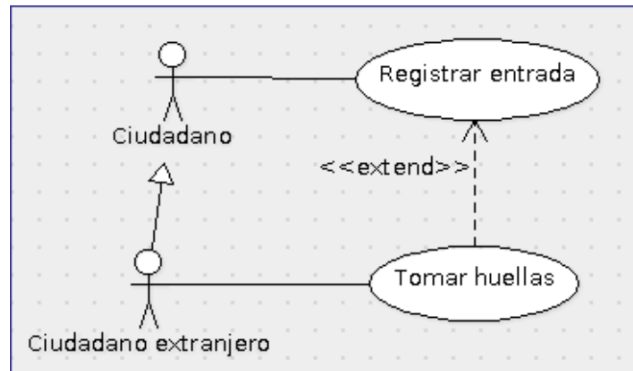 Registrar entrada
Ciudadano
<<extend>>
Tomar huellas
Ciudadano extranjero